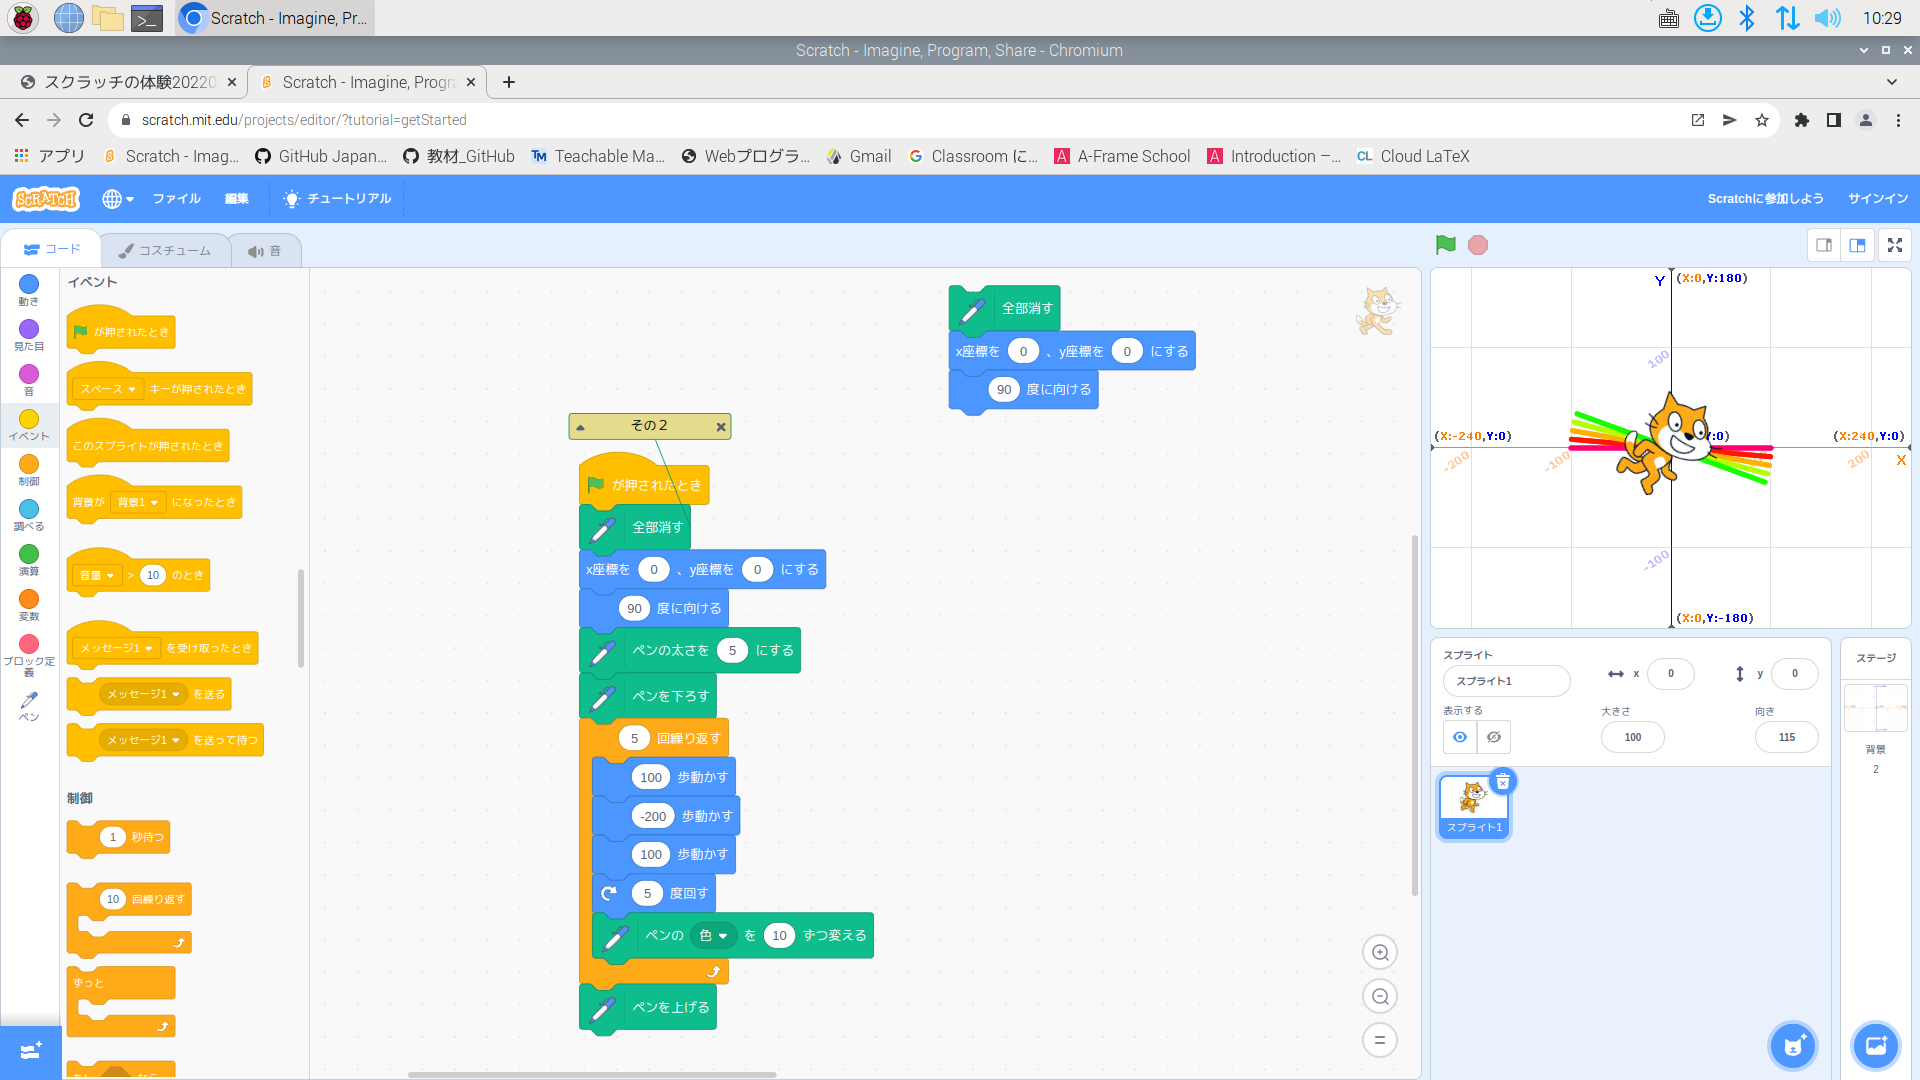 Scratch - Imagine, Pr...
10:29
Scratch - Imagine, Program, Share - Chromium
スクラッチの体験20220
Scratch - Imagine, Progra
scratch.mit.edu/projects/editor/?tutorial=getStarted
アプリ
Scratch - Imag...
GitHub Japan...
教材_GitHub
Teachable Ma...
Webプログラ...
Gmail
Classroom に...
A-Frame School
Introduction –...
Cloud LaTeX
SCRATCH
ファイル
編集
チュートリアル
Scratchに参加しよう
サインイン
コード
コスチューム
音
動き
見た目
音
イベント
制御
調べる
演算
変数
ブロック定義
ペン
イベント
が押されたとき
スペース キーが押されたとき
このスプライトが押されたとき
背景が 背景1 になったとき
音量 > 10 のとき
メッセージ1 を受け取ったとき
メッセージ1 を送る
メッセージ1 を送って待つ
制御
1 秒待つ
10 回繰り返す
ずっと
その２
が押されたとき
全部消す
x座標を 0 、y座標を 0 にする
90 度に向ける
ペンの太さを 5 にする
ペンを下ろす
5 回繰り返す
100 歩動かす
-200 歩動かす
100 歩動かす
5 度回す
ペンの 色 を 10 ずつ変える
ペンを上げる
全部消す
x座標を 0 、y座標を 0 にする
90 度に向ける
Y
(X:0,Y:180)
100
(X:-240,Y:0)
Y:0)
(X:240,Y:0)
-200
-100
200
X
-100
(X:0,Y:-180)
スプライト
スプライト1
x 0
y 0
表示する
大きさ
100
向き
115
スプライト1
ステージ
背景
2